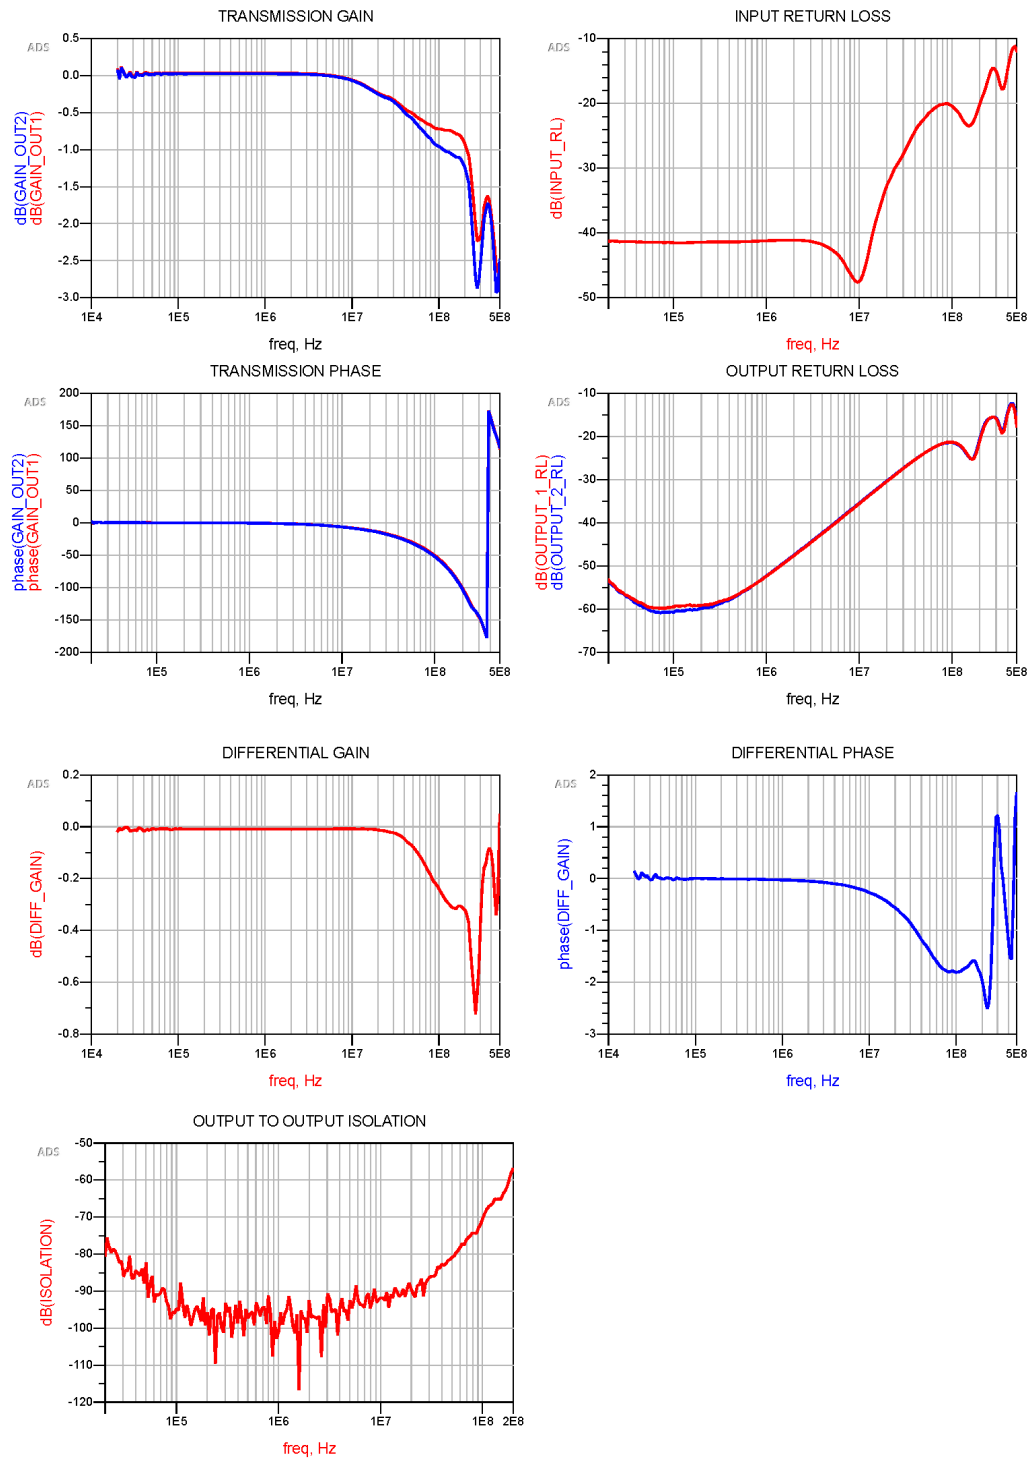 TRANSMISSION GAIN
ADS
0.5
0.0
-0.5
-1.0
-1.5
-2.0
-2.5
-3.0
dB(GAIN_OUT2)
dB(GAIN_OUT1)
1E4 1E5 1E6 1E7 1E8 5E8
freq, Hz
INPUT RETURN LOSS
ADS
-10
-20
-30
-40
-50
dB(INPUT_RL)
1E5 1E6 1E7 1E8 5E8
freq, Hz
TRANSMISSION PHASE
ADS
200
150
100
50
0
-50
-100
-150
-200
phase(GAIN_OUT2)
phase(GAIN_OUT1)
1E5 1E6 1E7 1E8 5E8
freq, Hz
OUTPUT RETURN LOSS
ADS
-10
-20
-30
-40
-50
-60
-70
dB(OUTPUT_1_RL)
dB(OUTPUT_2_RL)
1E5 1E6 1E7 1E8 5E8
freq, Hz
DIFFERENTIAL GAIN
ADS
0.2
0.0
-0.2
-0.4
-0.6
-0.8
dB(DIFF_GAIN)
1E4 1E5 1E6 1E7 1E8 5E8
freq, Hz
DIFFERENTIAL PHASE
ADS
2
1
0
-1
-2
-3
phase(DIFF_GAIN)
1E4 1E5 1E6 1E7 1E8 5E8
freq, Hz
OUTPUT TO OUTPUT ISOLATION
ADS
-50
-60
-70
-80
-90
-100
-110
-120
dB(ISOLATION)
1E5 1E6 1E7 1E8 2E8
freq, Hz